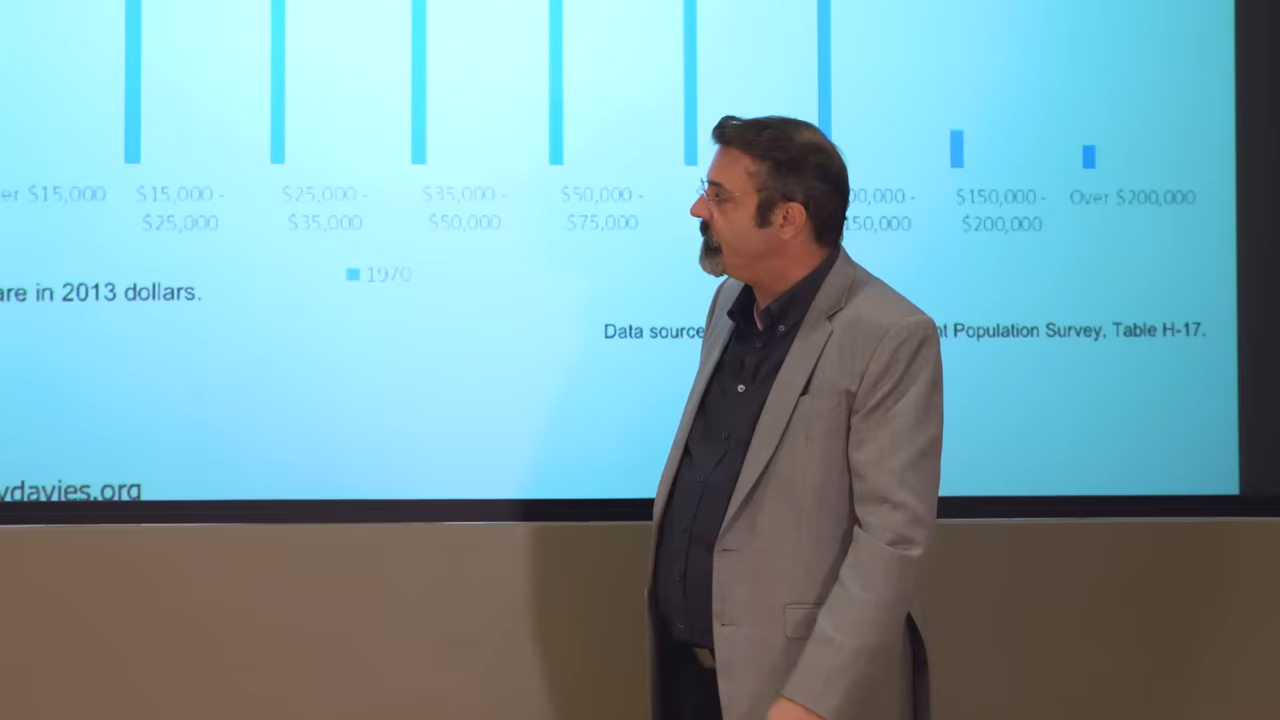 er $15,000 $15,000 - $25,000 - $35,000 - $50,000 - 00,000 - $150,000 - Over $200,000
$25,000 $35,000 $50,000 $75,000 150,000 $200,000
1970
are in 2013 dollars.
Data source t Population Survey, Table H-17.
ydavies.org